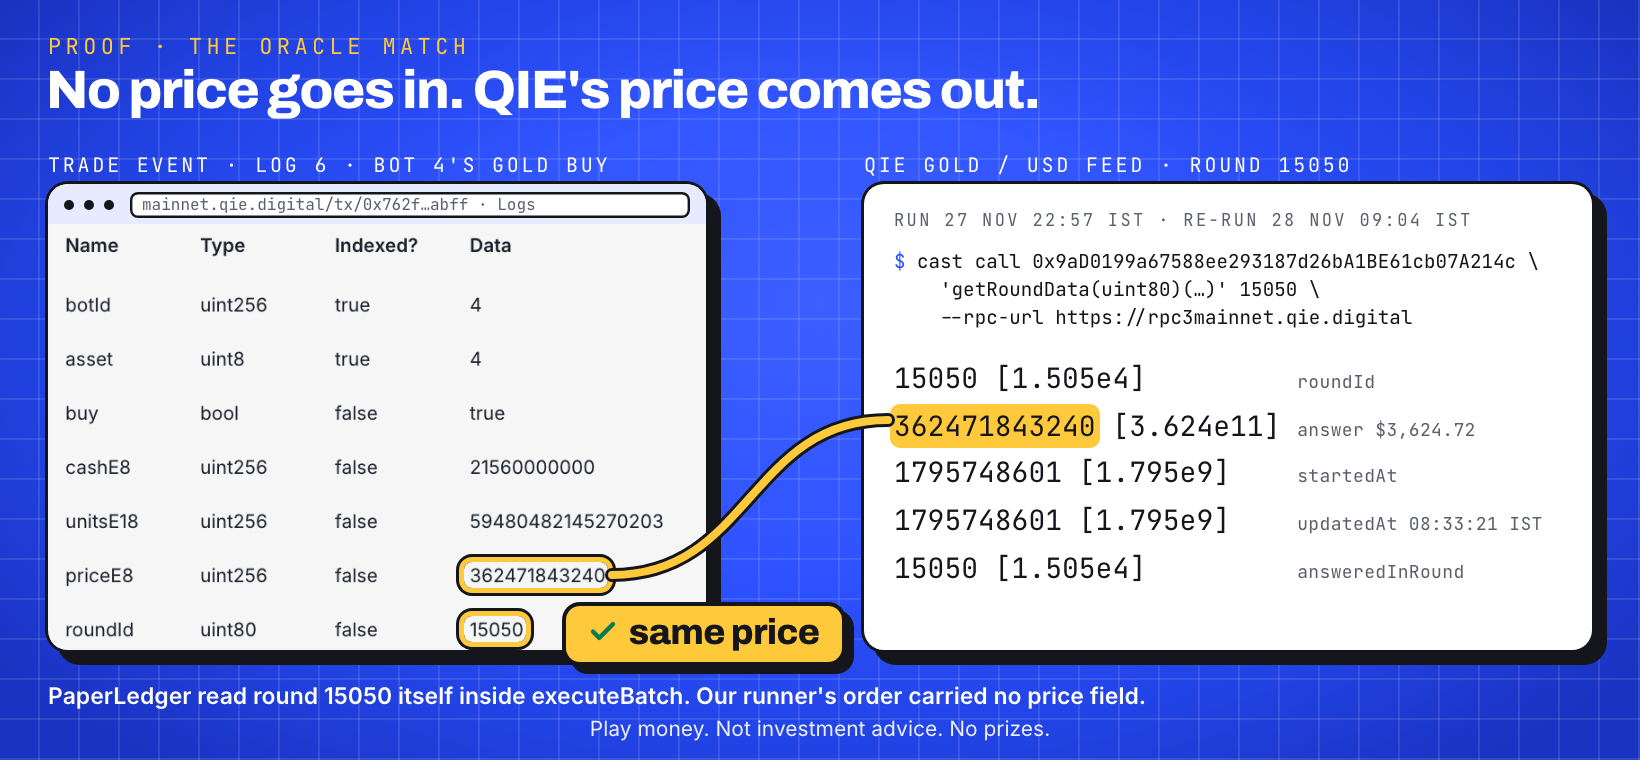 PROOF · THE ORACLE MATCH
No price goes in. QIE's price comes out.
TRADE EVENT · LOG 6 · BOT 4'S GOLD BUY
mainnet.qie.digital/tx/0x762f…abff · Logs
Name Type Indexed? Data
botId uint256 true 4
asset uint8 true 4
buy bool false true
cashE8 uint256 false 21560000000
unitsE18 uint256 false 59480482145270203
priceE8 uint256 false 362471843240
roundId uint80 false 15050
same price
QIE GOLD / USD FEED · ROUND 15050
RUN 27 NOV 22:57 IST · RE-RUN 28 NOV 09:04 IST
$ cast call 0x9aD0199a67588ee293187d26bA1BE61cb07A214c \
'getRoundData(uint80)(…)' 15050 \
--rpc-url https://rpc3mainnet.qie.digital
15050 [1.505e4] roundId
362471843240 [3.624e11] answer $3,624.72
1795748601 [1.795e9] startedAt
1795748601 [1.795e9] updatedAt 08:33:21 IST
15050 [1.505e4] answeredInRound
PaperLedger read round 15050 itself inside executeBatch. Our runner's order carried no price field.
Play money. Not investment advice. No prizes.